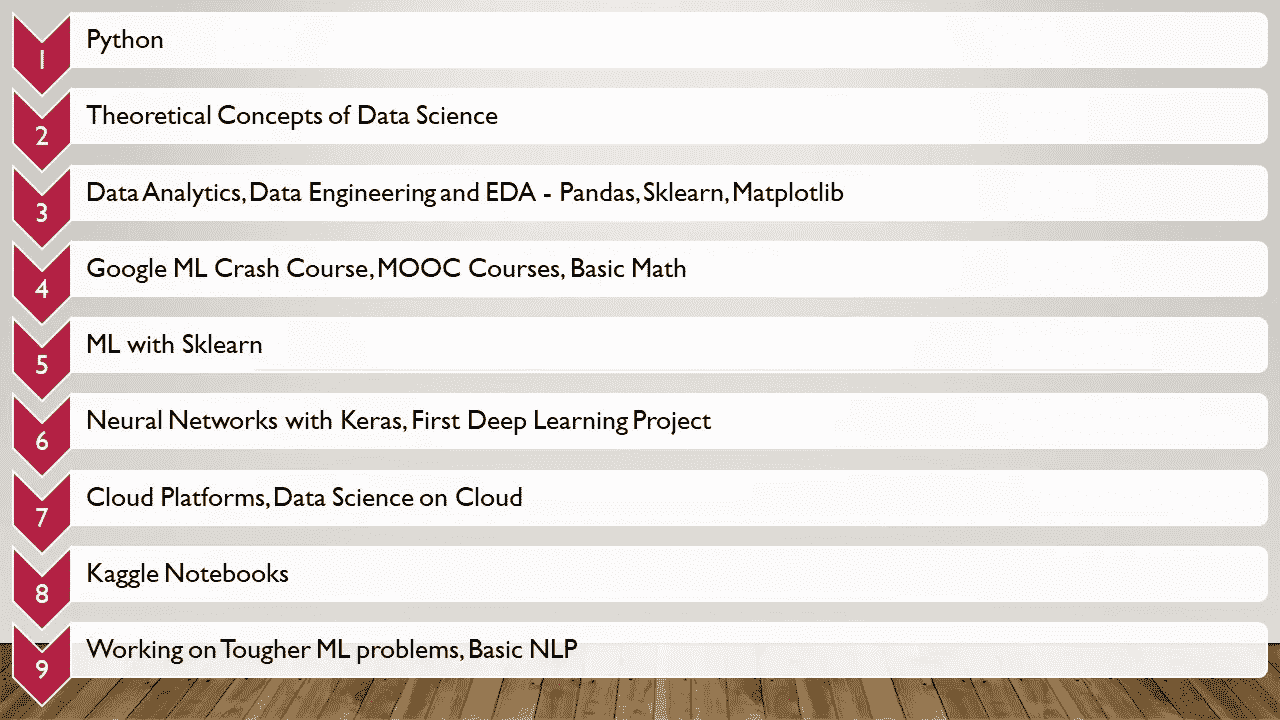 1 Python
2 Theoretical Concepts of Data Science
3 Data Analytics, Data Engineering and EDA - Pandas, Sklearn, Matplotlib
4 Google ML Crash Course, MOOC Courses, Basic Math
5 ML with Sklearn
6 Neural Networks with Keras, First Deep Learning Project
7 Cloud Platforms, Data Science on Cloud
8 Kaggle Notebooks
9 Working on Tougher ML problems, Basic NLP